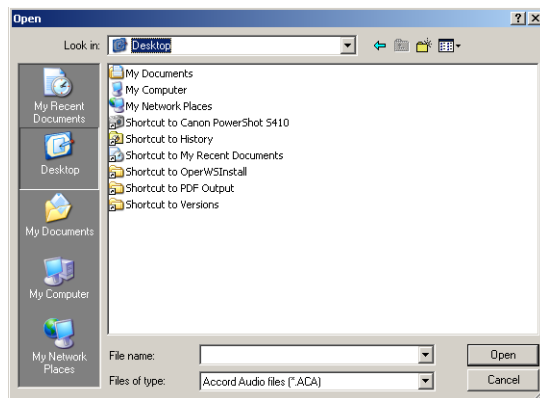 Open
Look in: Desktop
My Recent
Documents
Desktop
My Documents
My Computer
My Network
Places
My Documents
My Computer
My Network Places
Shortcut to Canon PowerShot S410
Shortcut to History
Shortcut to My Recent Documents
Shortcut to OperWSInstall
Shortcut to PDF Output
Shortcut to Versions
File name: Open
Files of type: Accord Audio files (*.ACA) Cancel